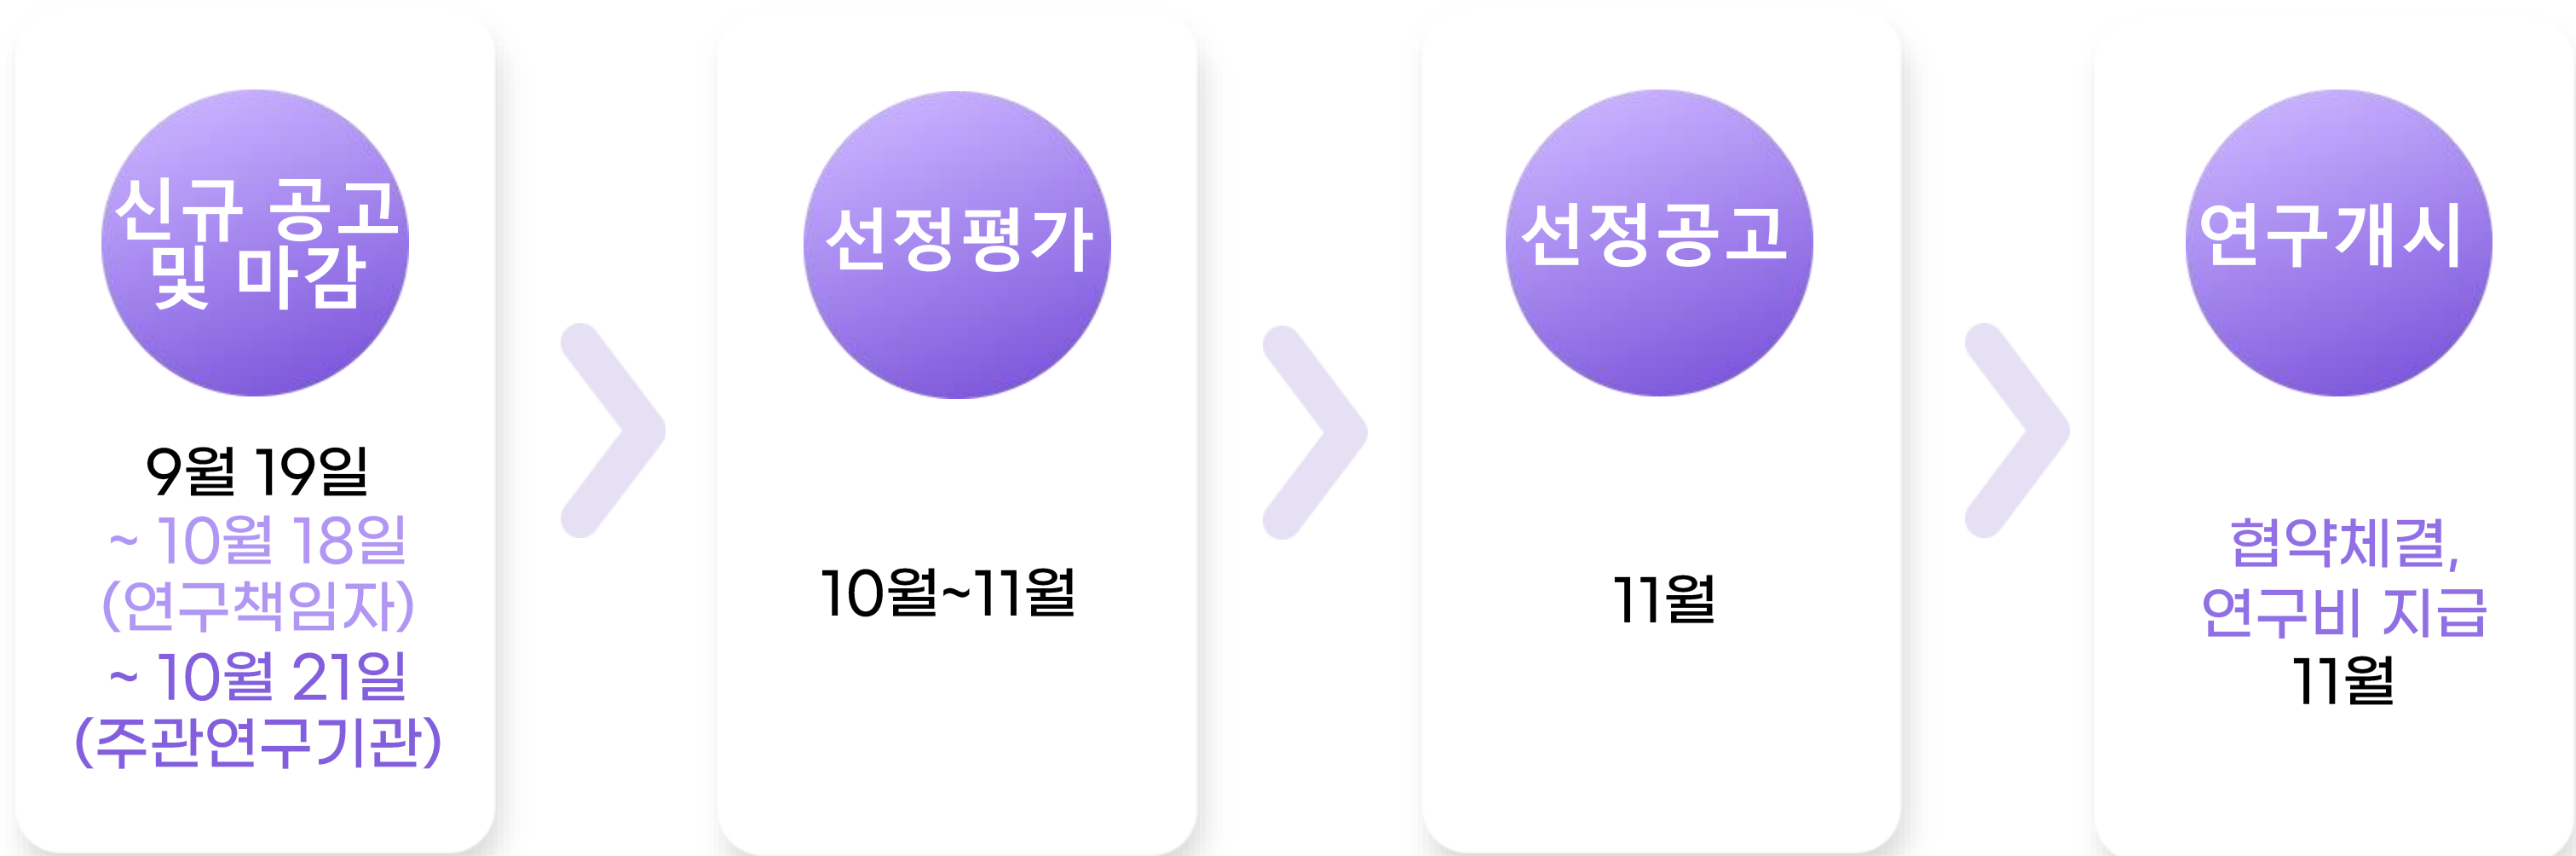 신규 공고
및 마감
9월 19일
~ 10월 18일
(연구책임자)
~ 10월 21일
(주관연구기관)
선정평가
10월~11월
선정공고
11월
연구개시
협약체결,
연구비 지급
11월